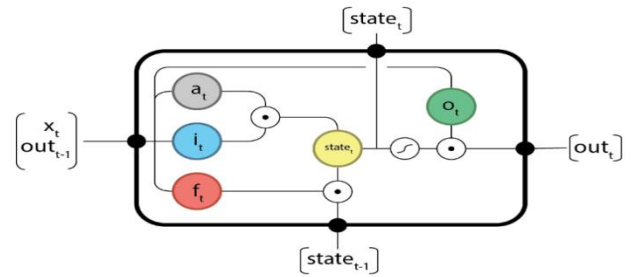 [state_t]
a_t
o_t
x_t
out_t-1
i_t
state_t
[out_t]
f_t
[state_t-1]